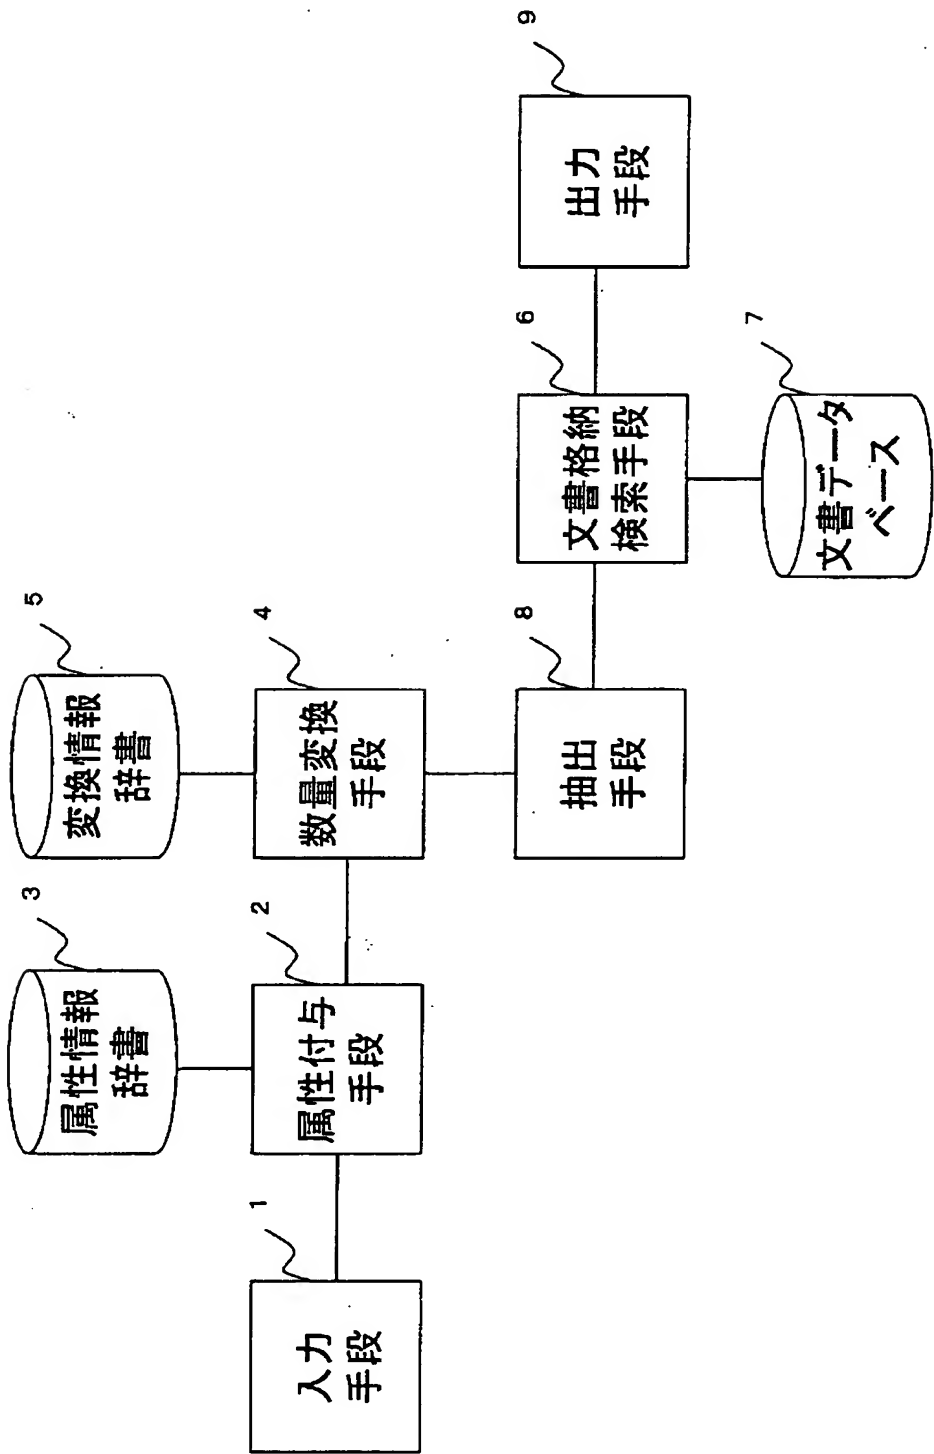 入力
手段
1
属性付与
手段
2
属性情報
辞書
3
数量変換
手段
4
変換情報
辞書
5
抽出
手段
8
文書格納
検索手段
6
文書データ
ベース
7
出力
手段
9